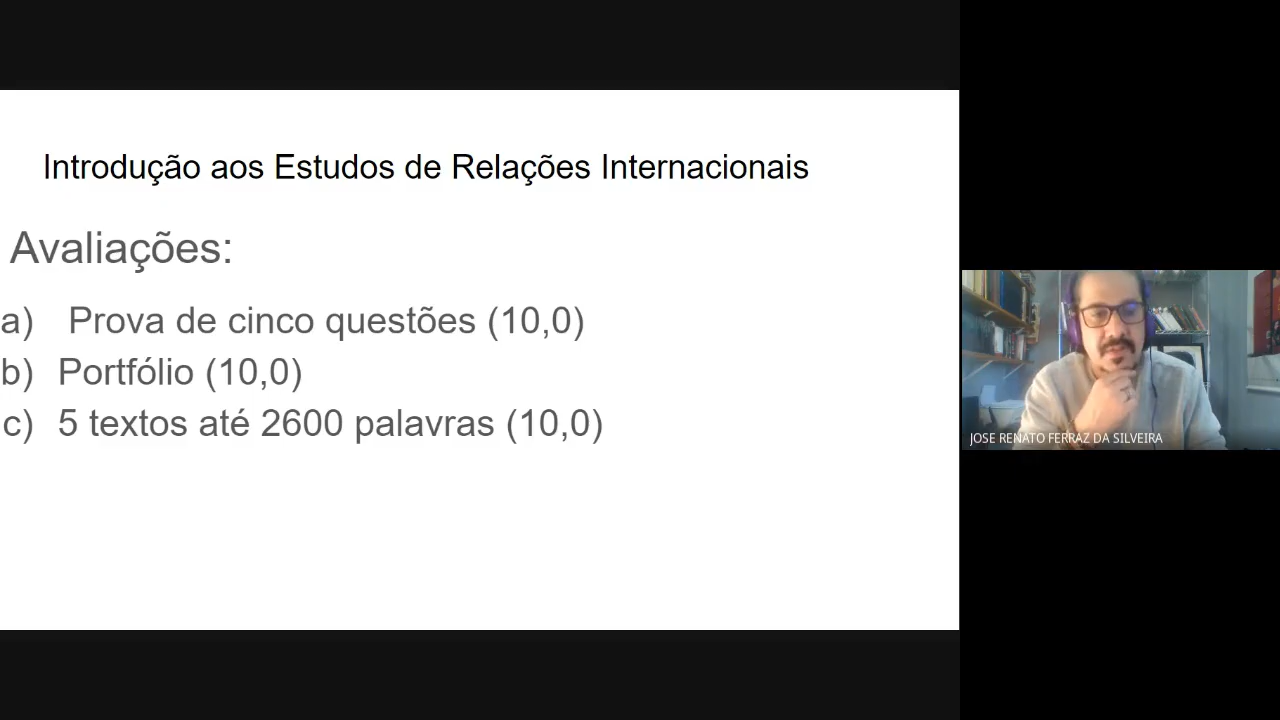 Introdução aos Estudos de Relações Internacionais
Avaliações:
a) Prova de cinco questões (10,0)
b) Portfólio (10,0)
c) 5 textos até 2600 palavras (10,0)
JOSE RENATO FERRAZ DA SILVEIRA